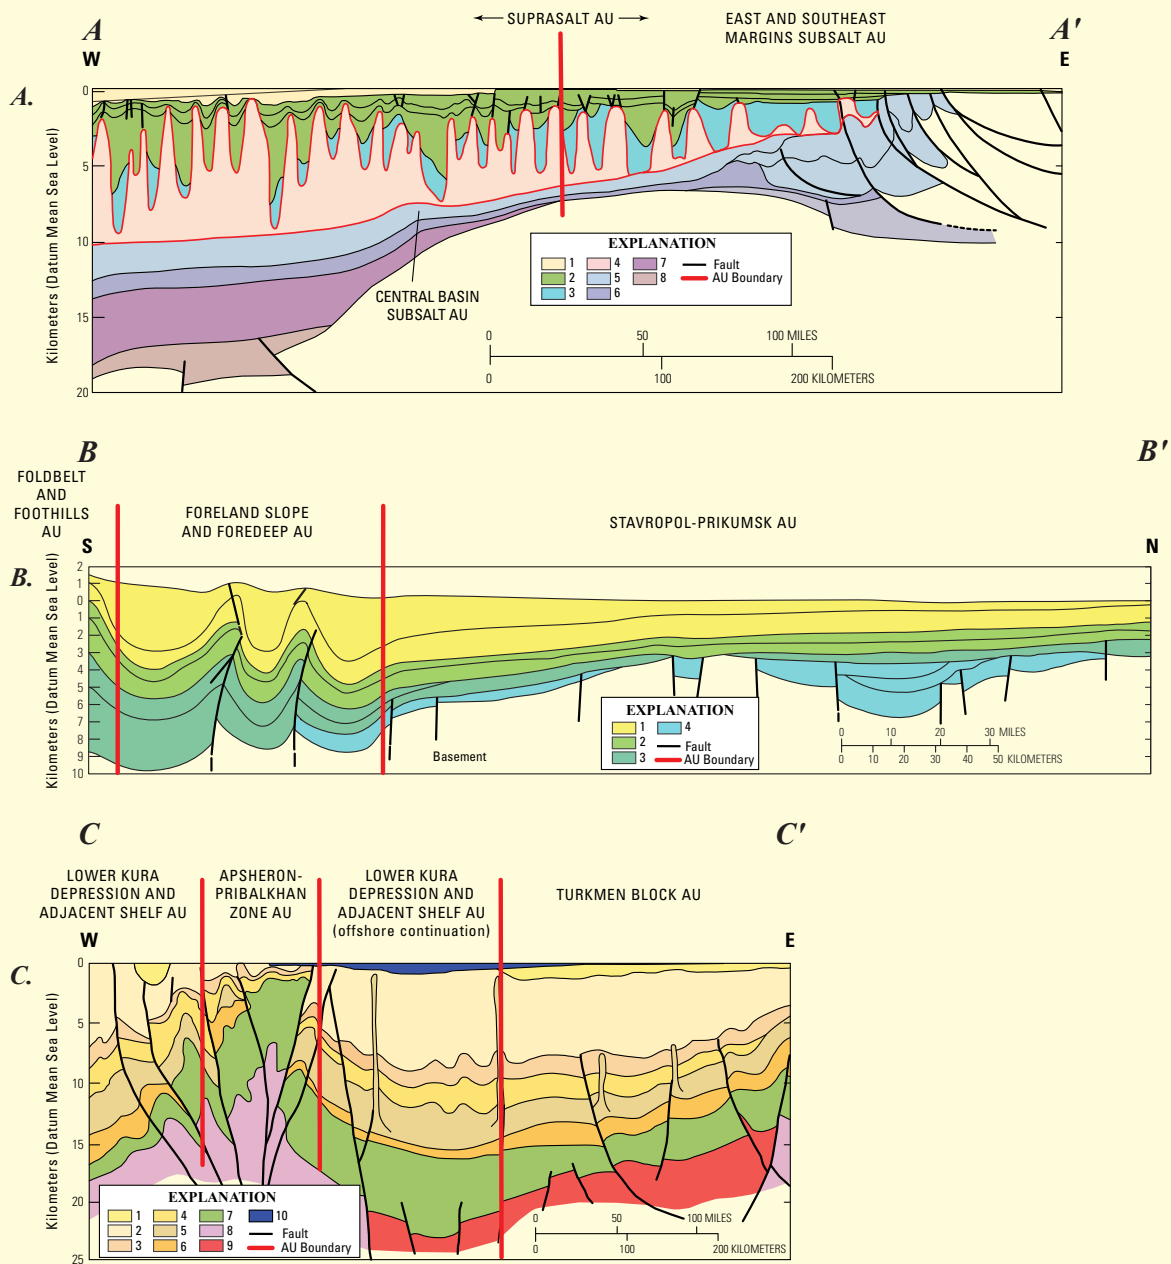 A
A'
SUPRASALT AU
EAST AND SOUTHEAST
MARGINS SUBSALT AU
W
E
A.
Kilometers (Datum Mean Sea Level)
0
5
10
15
20
CENTRAL BASIN
SUBSALT AU
EXPLANATION
1 4 7 Fault
2 5 8 AU Boundary
3 6
0 50 100 MILES
0 100 200 KILOMETERS
B
B'
FOLDBELT
AND
FOOTHILLS
AU
FORELAND SLOPE
AND FOREDEEP AU
STAVROPOL-PRIKUMSK AU
S
N
B.
Kilometers (Datum Mean Sea Level)
2
1
0
1
2
3
4
5
6
7
8
9
10
Basement
EXPLANATION
1 4
2 Fault
3 AU Boundary
0 10 20 30 MILES
0 10 20 30 40 50 KILOMETERS
C
C'
LOWER KURA
DEPRESSION AND
ADJACENT SHELF AU
APSHERON-
PRIBALKHAN
ZONE AU
LOWER KURA
DEPRESSION AND
ADJACENT SHELF AU
(offshore continuation)
TURKMEN BLOCK AU
W
E
C.
Kilometers (Datum Mean Sea Level)
0
5
10
15
20
25
EXPLANATION
1 4 7 10
2 5 8 Fault
3 6 9 AU Boundary
0 50 100 MILES
0 100 200 KILOMETERS